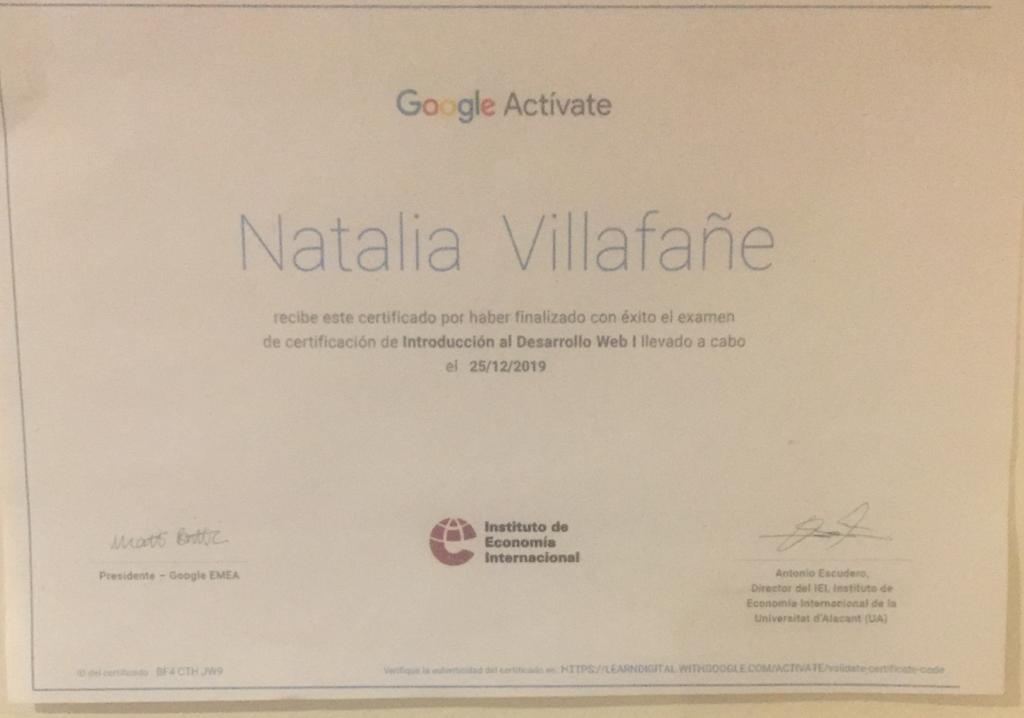 Google Actívate
Natalia Villafañe
recibe este certificado por haber finalizado con éxito el examen
de certificación de Introducción al Desarrollo Web I llevado a cabo
el 25/12/2019
Instituto de
Economía
Internacional
Presidente – Google EMEA
Antonio Escudero,
Director del IEI, Instituto de
Economía Internacional de la
Universitat d'Alacant (UA)
ID del certificado BF4 CTH JW9
Verifique la autenticidad del certificado en: HTTPS://LEARNDIGITAL.WITHGOOGLE.COM/ACTIVATE/validate-certificate-code